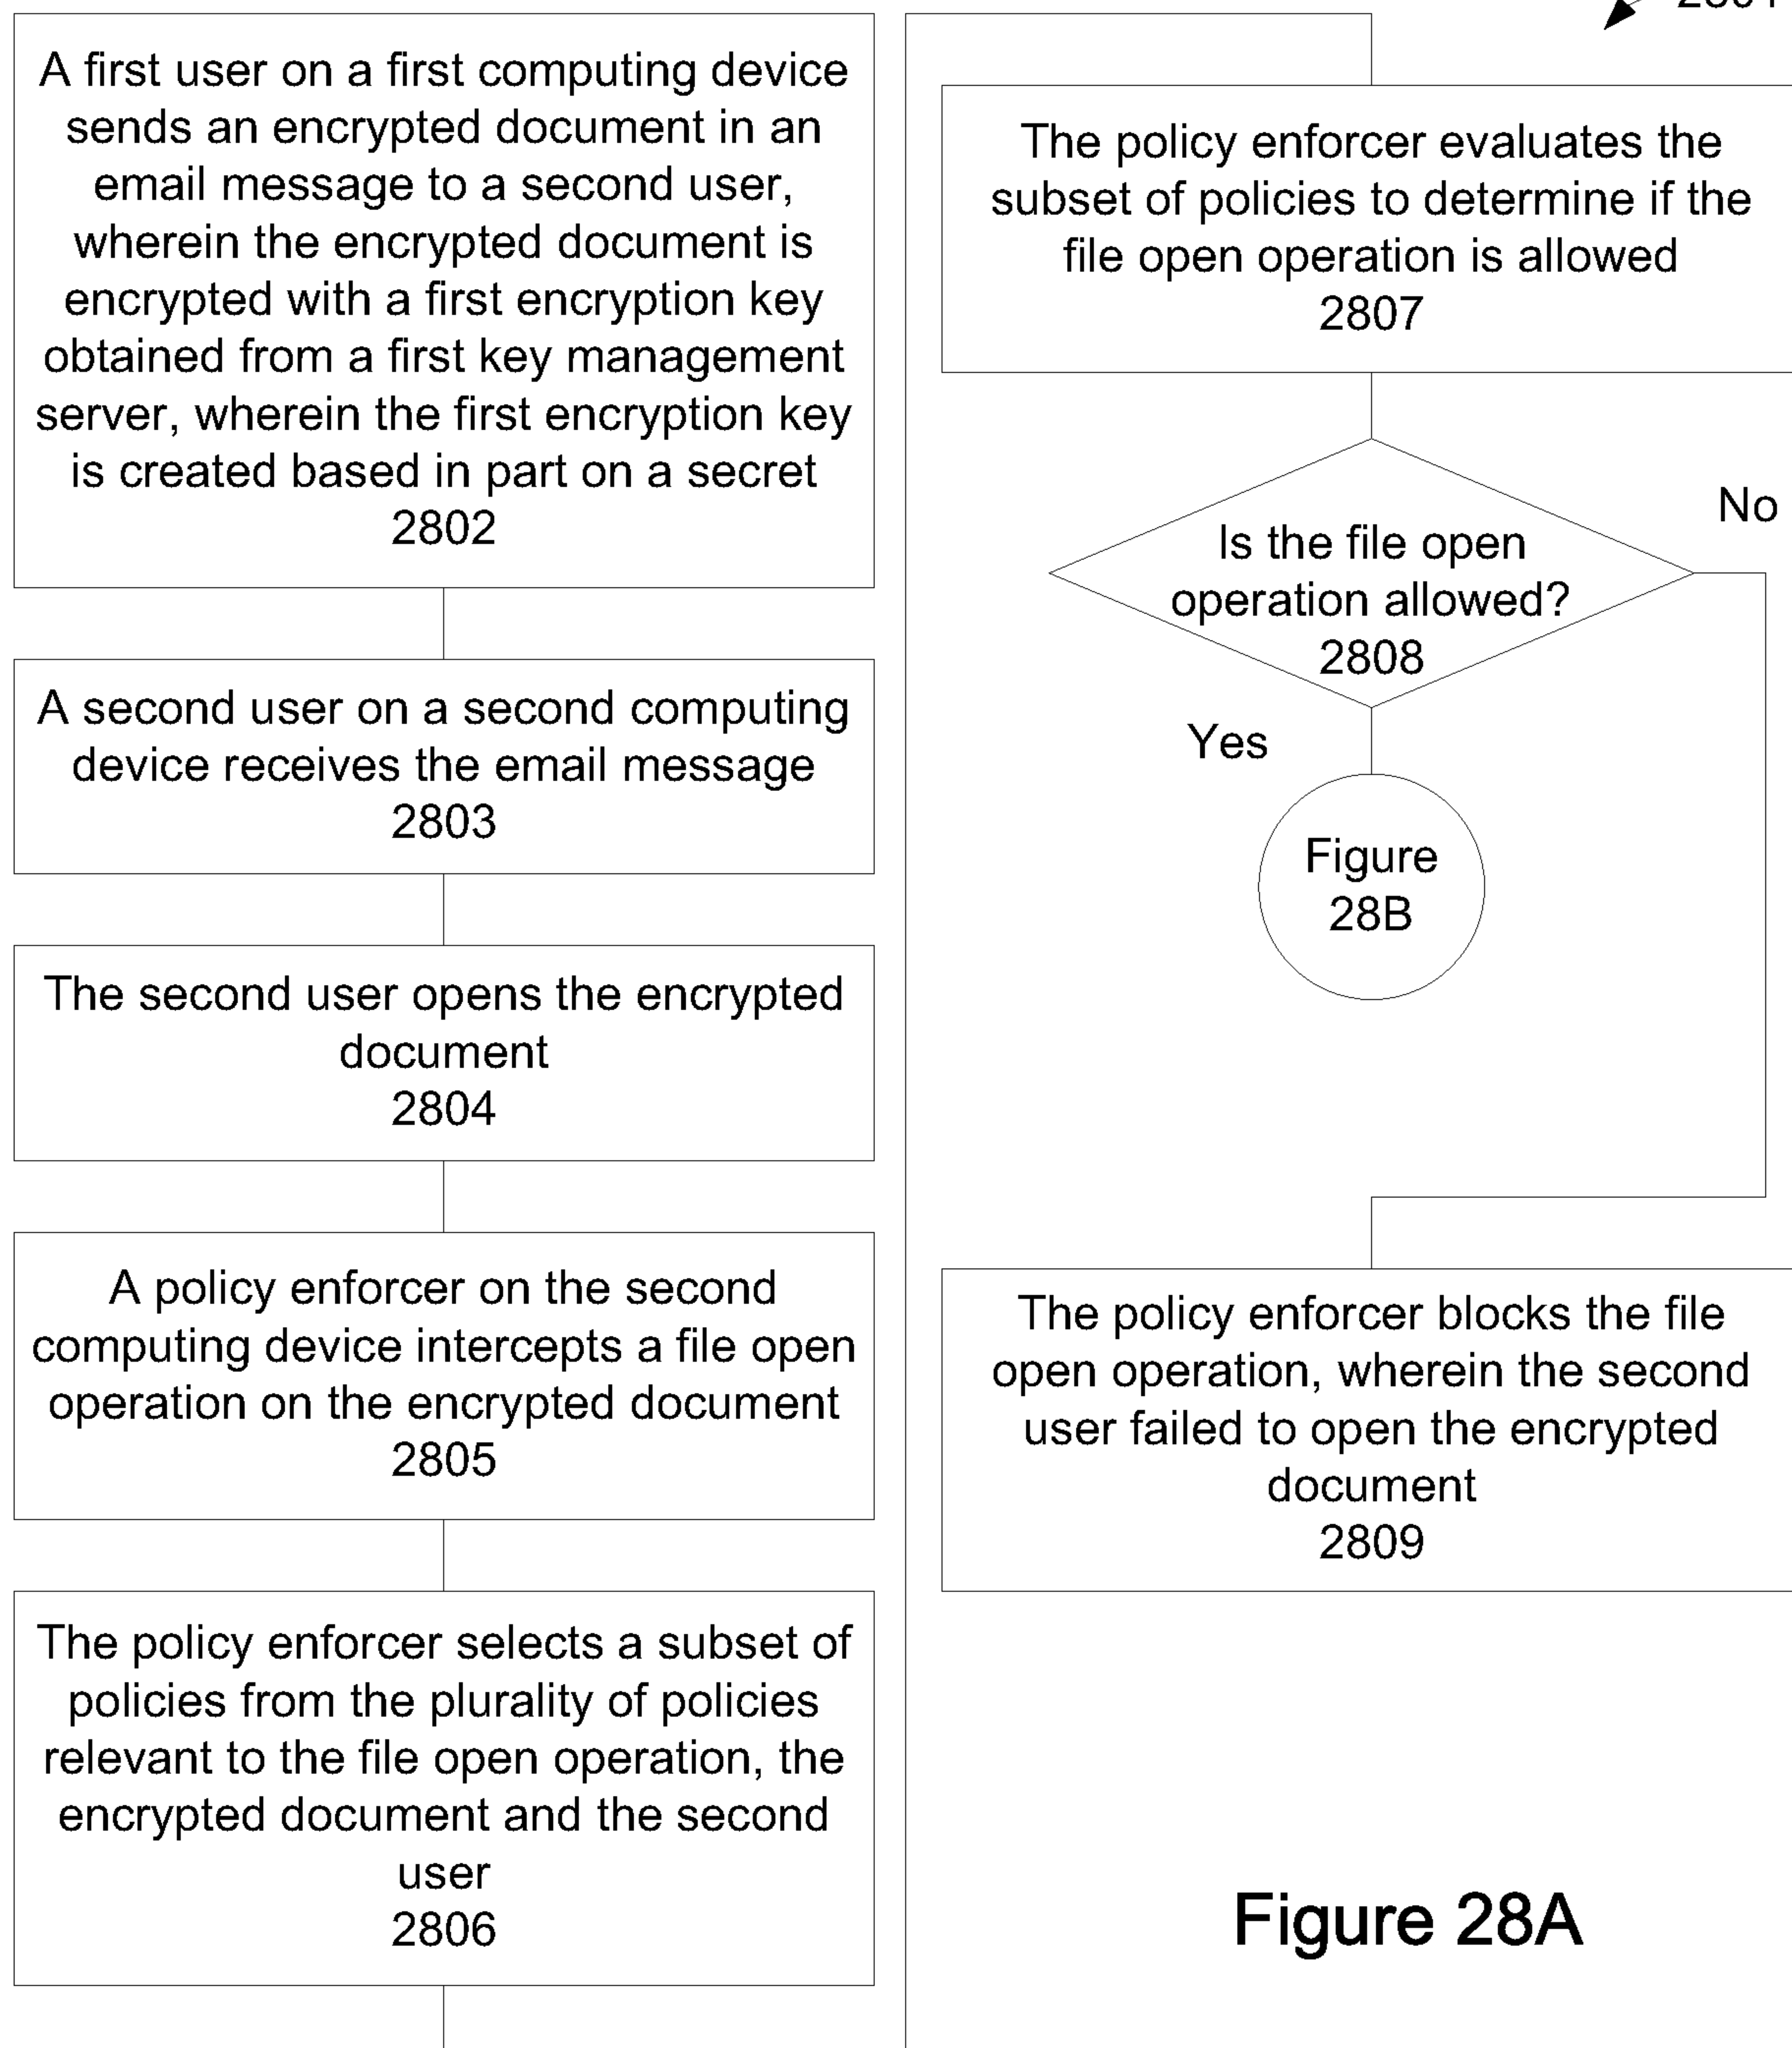 A first user on a first computing device
sends an encrypted document in an
email message to a second user,
wherein the encrypted document is
encrypted with a first encryption key
obtained from a first key management
server, wherein the first encryption key
is created based in part on a secret
2802
A second user on a second computing
device receives the email message
2803
The second user opens the encrypted
document
2804
A policy enforcer on the second
computing device intercepts a file open
operation on the encrypted document
2805
The policy enforcer selects a subset of
policies from the plurality of policies
relevant to the file open operation, the
encrypted document and the second
user
2806
The policy enforcer evaluates the
subset of policies to determine if the
file open operation is allowed
2807
No
Is the file open
operation allowed?
2808
Yes
Figure
28B
The policy enforcer blocks the file
open operation, wherein the second
user failed to open the encrypted
document
2809
Figure 28A